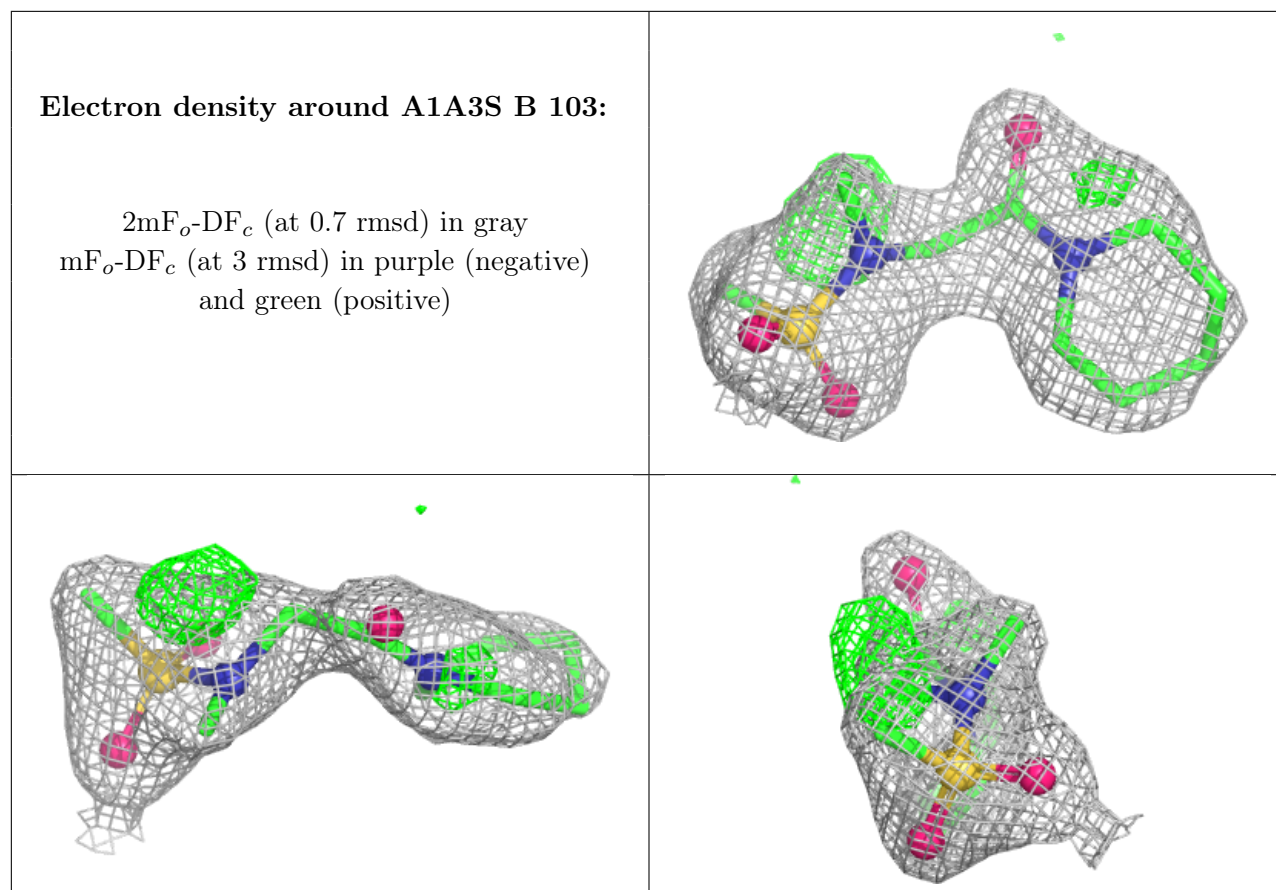 Electron density around A1A3S B 103:
2mFo-DFc (at 0.7 rmsd) in gray
mFo-DFc (at 3 rmsd) in purple (negative)
and green (positive)